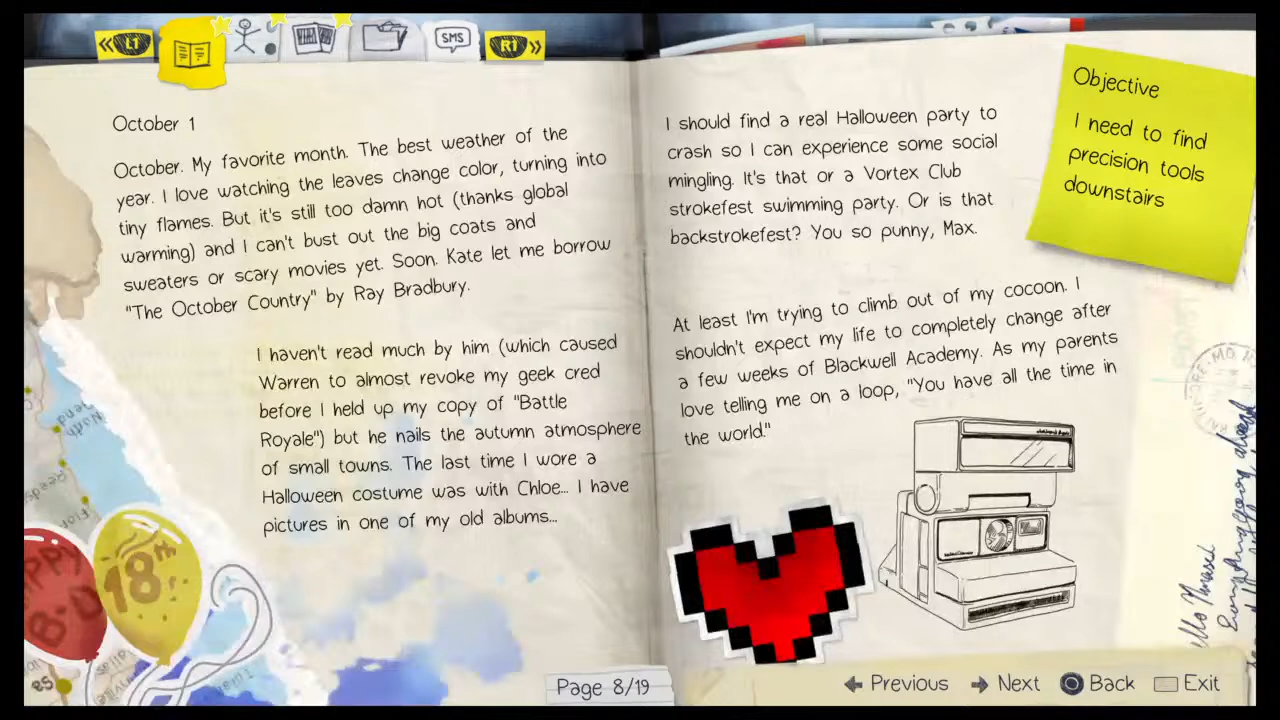 L1
SMS
R1
October 1
October. My favorite month. The best weather of the
year. I love watching the leaves change color, turning into
tiny flames. But it's still too damn hot (thanks global
warming) and I can't bust out the big coats and
sweaters or scary movies yet. Soon. Kate let me borrow
"The October Country" by Ray Bradbury.
I haven't read much by him (which caused
Warren to almost revoke my geek cred
before I held up my copy of "Battle
Royale") but he nails the autumn atmosphere
of small towns. The last time I wore a
Halloween costume was with Chloe... I have
pictures in one of my old albums...
18th
I should find a real Halloween party to
crash so I can experience some social
mingling. It's that or a Vortex Club
strokefest swimming party. Or is that
backstrokefest? You so punny, Max.
At least I'm trying to climb out of my cocoon. I
shouldn't expect my life to completely change after
a few weeks of Blackwell Academy. As my parents
love telling me on a loop, "You have all the time in
the world."
Objective
I need to find
precision tools
downstairs
Page 8/19
Previous
Next
Back
Exit